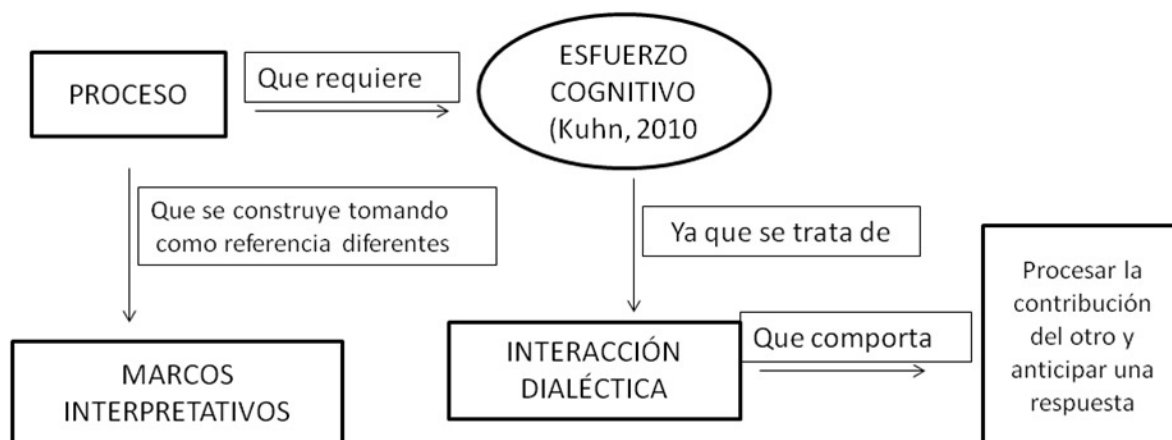 PROCESO
Que requiere
ESFUERZO
COGNITIVO
(Kuhn, 2010
Que se construye tomando
como referencia diferentes
Ya que se trata de
MARCOS
INTERPRETATIVOS
INTERACCIÓN
DIALÉCTICA
Que comporta
Procesar la
contribución
del otro y
anticipar una
respuesta